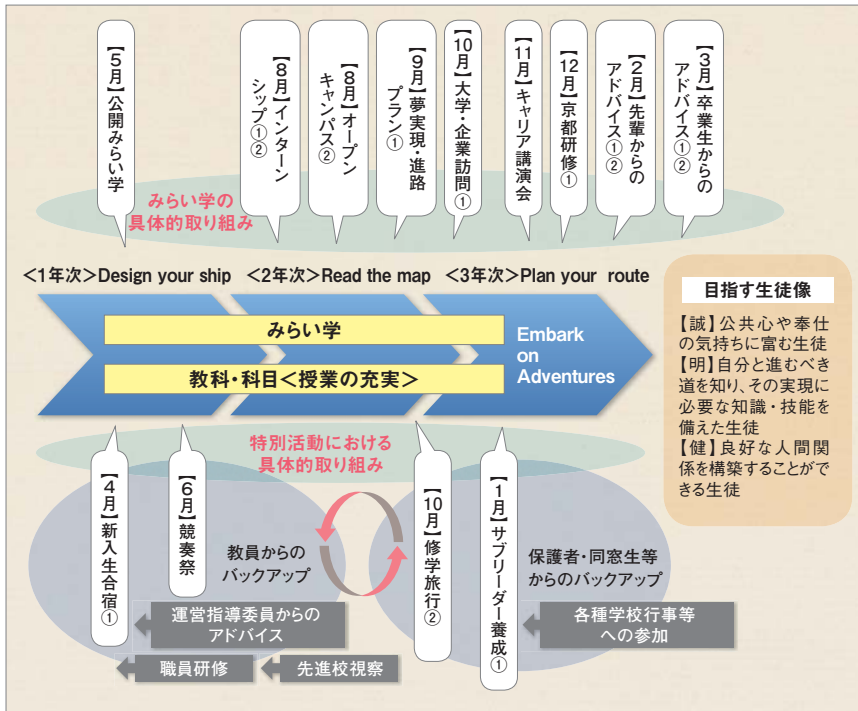 【5月】公開みらい学
【8月】インターン
シップ①②
【8月】オープン
キャンパス②
【9月】夢実現・進路
プラン①
【10月】大学・企業訪問①
【11月】キャリア講演会
【12月】京都研修①
【2月】先輩からの
アドバイス①②
【3月】卒業生からの
アドバイス①②
みらい学の
具体的取り組み
<1年次>Design your ship
<2年次>Read the map
<3年次>Plan your route
みらい学
教科・科目<授業の充実>
Embark
on
Adventures
目指す生徒像
【誠】公共心や奉仕
の気持ちに富む生徒
【明】自分と進むべき
道を知り、その実現に
必要な知識・技能を
備えた生徒
【健】良好な人間関
係を構築することがで
きる生徒
特別活動における
具体的取り組み
【4月】新入生合宿①
【6月】競奏祭
【10月】修学旅行②
【1月】サブリーダー養成①
教員からの
バックアップ
保護者・同窓生等
からのバックアップ
運営指導委員からの
アドバイス
各種学校行事等
への参加
職員研修
先進校視察